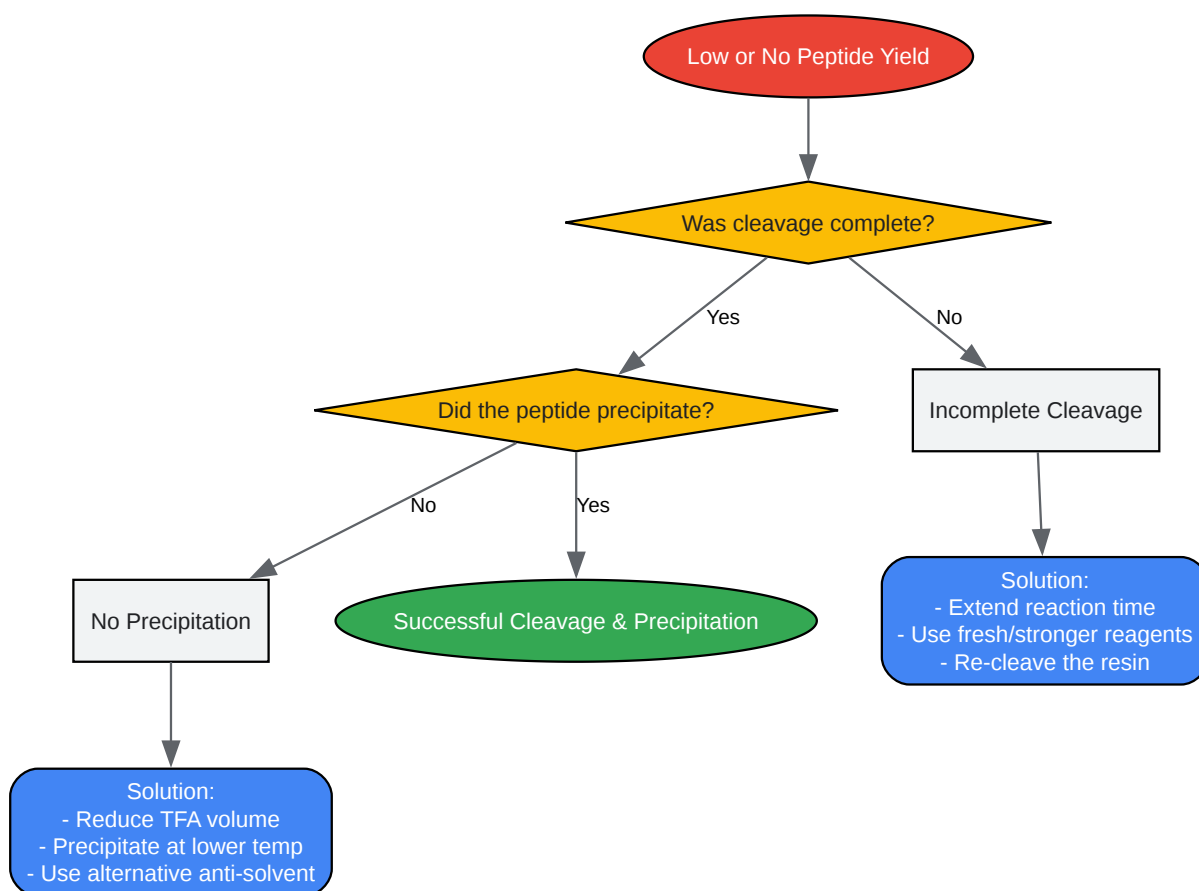 Low or No Peptide Yield
Was cleavage complete?
Yes
No
Did the peptide precipitate?
Incomplete Cleavage
No
Yes
No Precipitation
Successful Cleavage & Precipitation
Solution:
- Extend reaction time
- Use fresh/stronger reagents
- Re-cleave the resin
Solution:
- Reduce TFA volume
- Precipitate at lower temp
- Use alternative anti-solvent